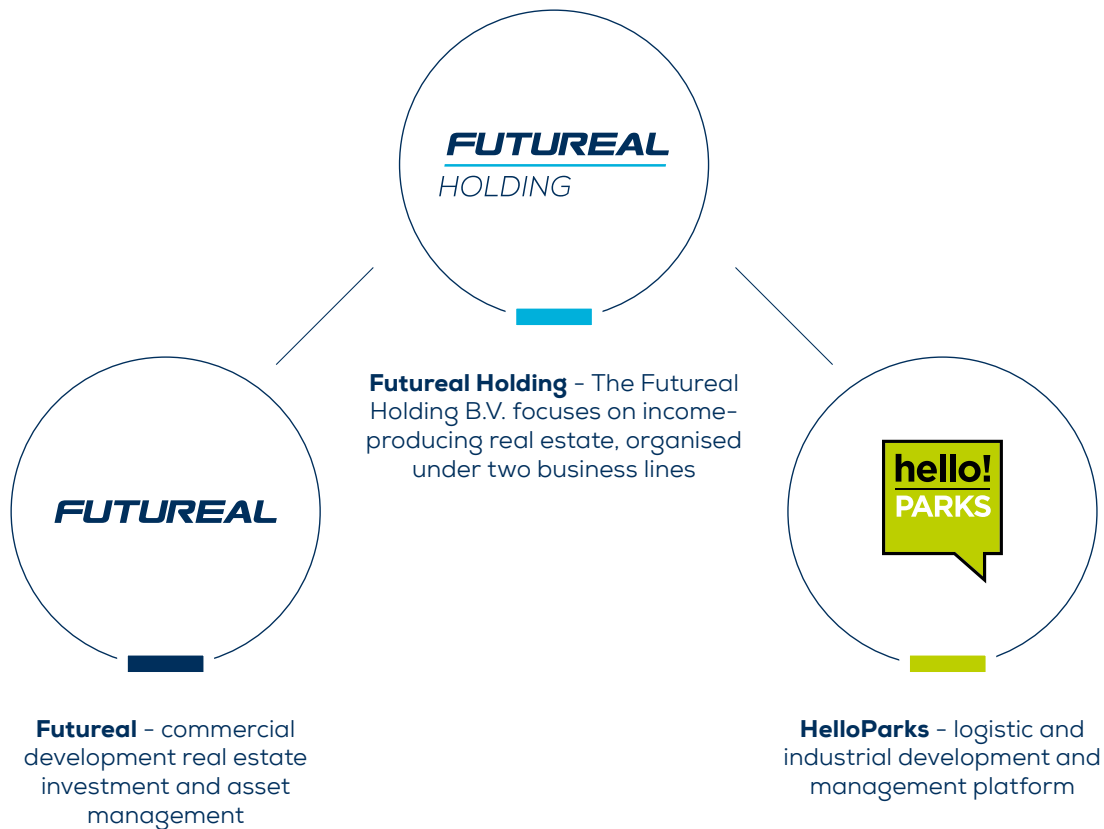 FUTUREAL
HOLDING
Futureal Holding - The Futureal
Holding B.V. focuses on income-
producing real estate, organised
under two business lines
FUTUREAL
Futureal - commercial
development real estate
investment and asset
management
hello!
PARKS
HelloParks - logistic and
industrial development and
management platform